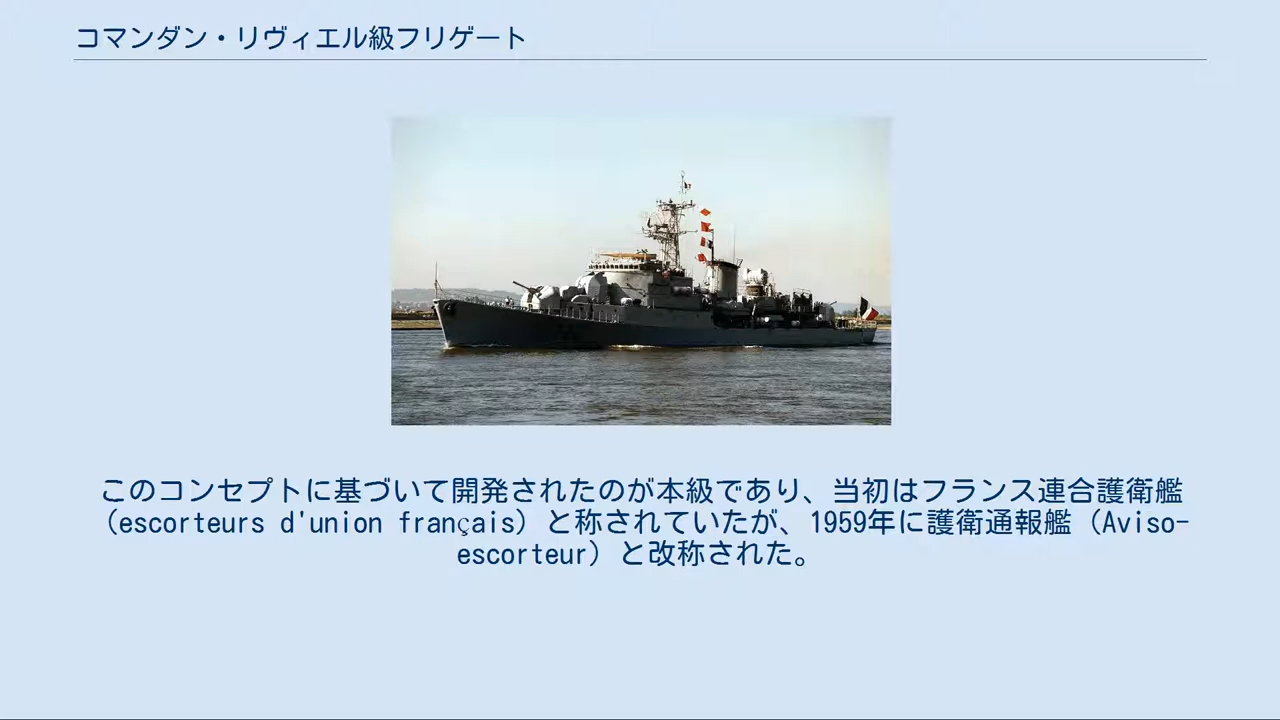 コマンダン・リヴィエル級フリゲート
このコンセプトに基づいて開発されたのが本級であり、当初はフランス連合護衛艦
（escorteurs d'union français）と称されていたが、1959年に護衛通報艦（Aviso-
escorteur）と改称された。